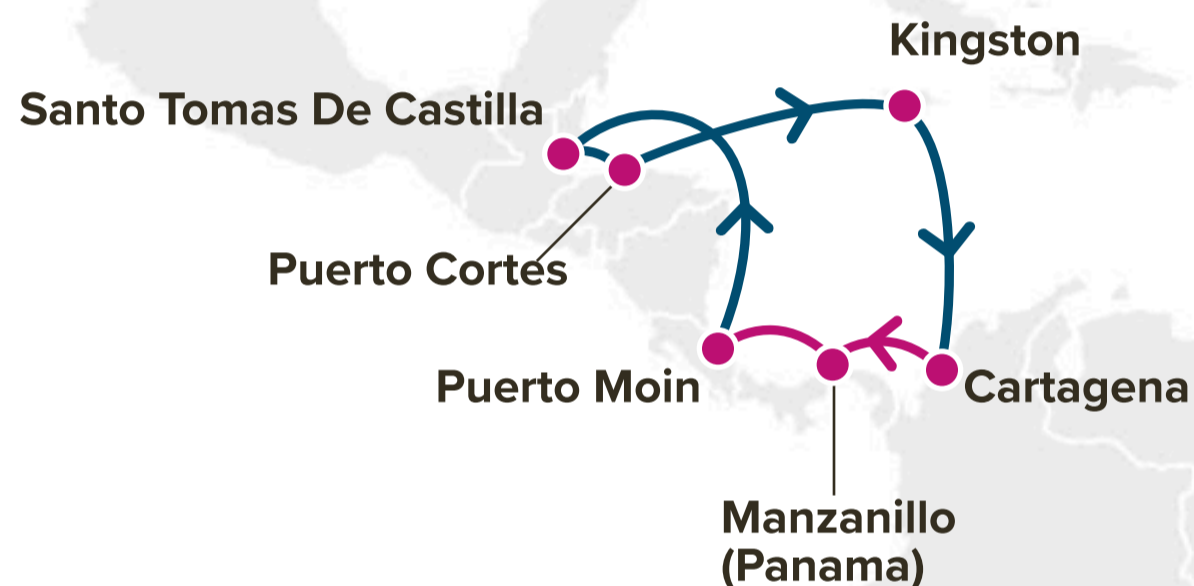 Kingston
Santo Tomas De Castilla
Puerto Cortes
Puerto Moin
Cartagena
Manzanillo
(Panama)